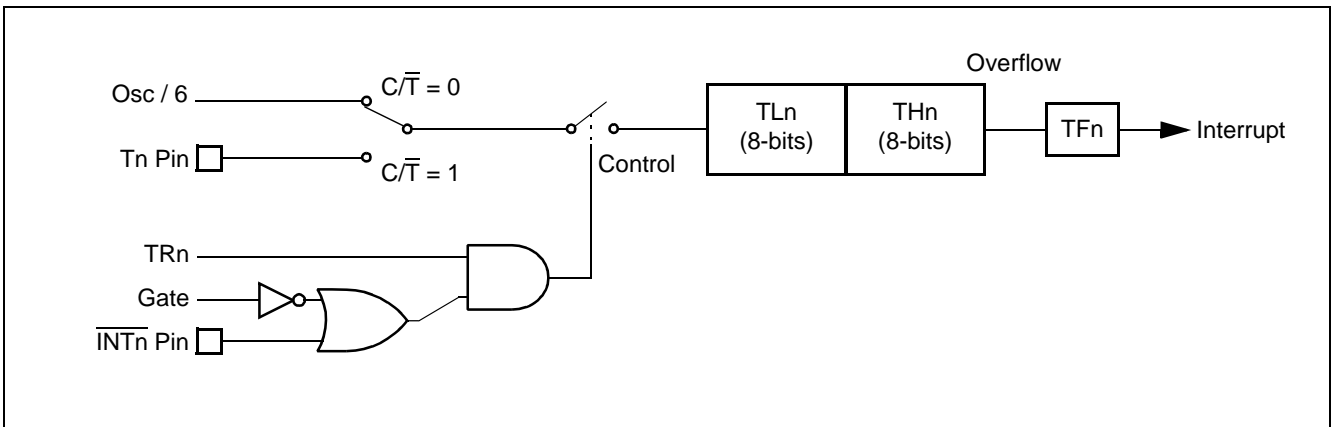 Overflow
Osc / 6
C/T̅ = 0
TLn
(8-bits)
THn
(8-bits)
TFn
Interrupt
Tn Pin
C/T̅ = 1
Control
TRn
Gate
I̅N̅T̅n̅ Pin